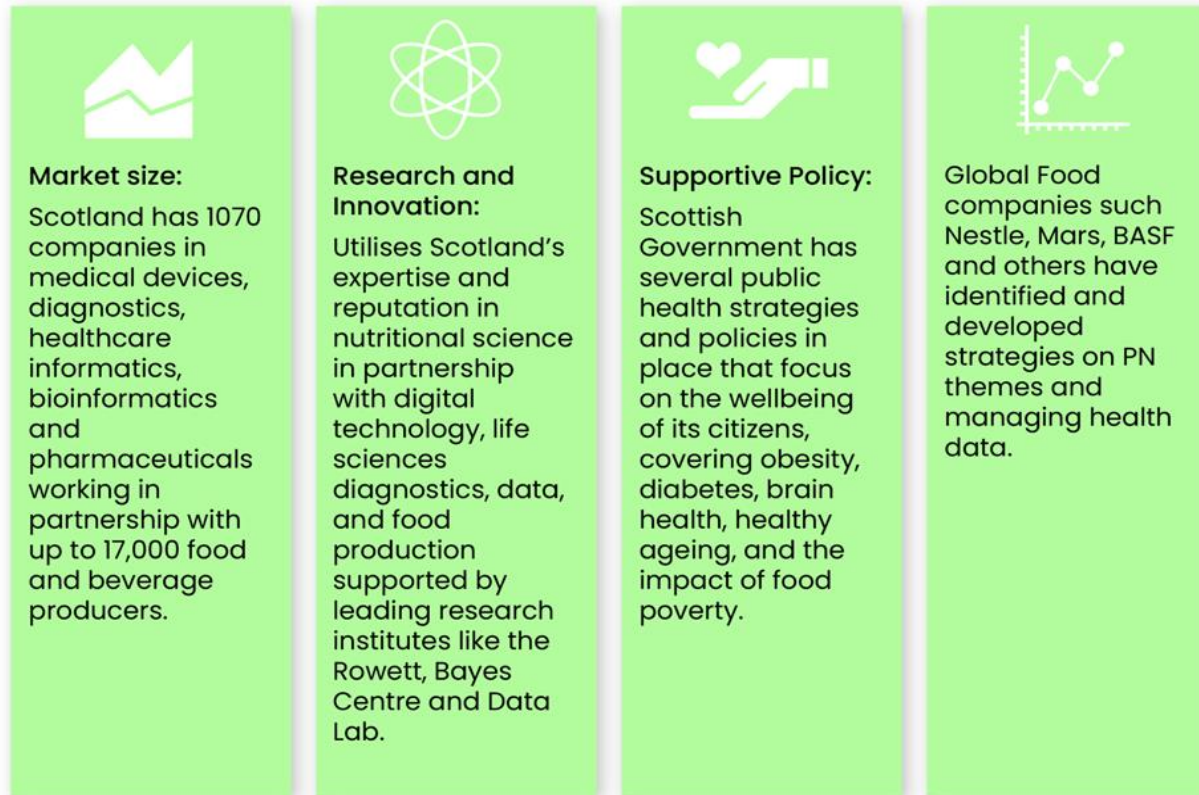 Market size:
Scotland has 1070
companies in
medical devices,
diagnostics,
healthcare
informatics,
bioinformatics
and
pharmaceuticals
working in
partnership with
up to 17,000 food
and beverage
producers.
Research and
Innovation:
Utilises Scotland’s
expertise and
reputation in
nutritional science
in partnership
with digital
technology, life
sciences
diagnostics, data,
and food
production
supported by
leading research
institutes like the
Rowett, Bayes
Centre and Data
Lab.
Supportive Policy:
Scottish
Government has
several public
health strategies
and policies in
place that focus
on the wellbeing
of its citizens,
covering obesity,
diabetes, brain
health, healthy
ageing, and the
impact of food
poverty.
Global Food
companies such
Nestle, Mars, BASF
and others have
identified and
developed
strategies on PN
themes and
managing health
data.